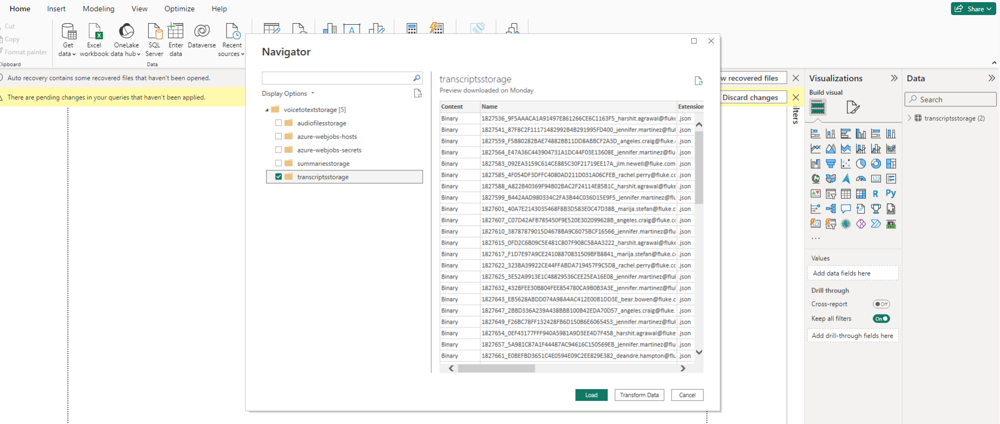 Home Insert Modeling View Optimize Help
Share
Cut
Copy
Format painter
Clipboard
Get data
Excel workbook
OneLake data hub
SQL Server
Enter data
Dataverse
Recent sources
Data
Auto recovery contains some recovered files that haven't been opened.
w recovered files
There are pending changes in your queries that haven't been applied.
Discard changes
Navigator
Display Options
voicetotextstorage [5]
audiofilesstorage
azure-webjobs-hosts
azure-webjobs-secrets
summariesstorage
transcriptsstorage
transcriptsstorage
Preview downloaded on Monday
Content Name Extension
Binary 1827536_9F5AAACA1A91497E861266CE6C1163F5_harshit.agrawal@fluke .json
Binary 1827541_87F8C2F11171482992B4B291995FD400_jennifer.martinez@flu .json
Binary 1827559_F5B80282BAE74882BB11DD8ABBCF2A3D_angeles.craig@fluke. .json
Binary 1827564_E47A36C443904731A1DC44F03E13608E_jennifer.martinez@flu .json
Binary 1827583_092EA3159C614CE885C30F21719EE17A_jim.newell@fluke.com .json
Binary 1827585_4F054DF3DFFC4080AD211D031A06CFEB_rachel.perry@fluke.cc .json
Binary 1827588_A822B40369F94B02BAC2F24114E85B1C_harshit.agrawal@fluke .json
Binary 1827599_B442AAD980334C2FA3B44C036D15E9F5_jennifer.martinez@flu .json
Binary 1827601_40A7E2143035468F8B3D583E0C47D38B_marija.stefan@fluke.c .json
Binary 1827607_C07D42AFB785450F9E520E302099628B_angeles.craig@fluke.cc .json
Binary 1827610_38787879015D4678BA9C6075BCF16566_jennifer.martinez@flu .json
Binary 1827615_0FD2C6B09C5E481C807F908C58AA3222_harshit.agrawal@fluke .json
Binary 1827617_F1D7E97A9CE24108870831509BFB8841_marija.stefan@fluke.cc .json
Binary 1827622_323BA39922CE44FFABDA719457F9C5D8_rachel.perry@fluke.cc .json
Binary 1827625_3E52A9913E1C48829536CEE25EA16E08_jennifer.martinez@flu .json
Binary 1827632_432BFEE30B804FEE854780CA9B0B3A3E_jennifer.martinez@flu .json
Binary 1827643_EB5628ABDD074A98A4AC412E00B1DD3E_bear.bowen@fluke.c .json
Binary 1827647_2BBD336A239A438BBB100B42EDA70D57_angeles.craig@fluke. .json
Binary 1827649_F26BC78FF132428FB6D150B6E6065453_jennifer.martinez@flu .json
Binary 1827654_0EF43177FFF940A5981A9D3EE4D7F458_harshit.agrawal@fluke .json
Binary 1827657_5A981C87A1F44487AC94616C150569EB_jennifer.martinez@flu .json
Binary 1827661_E0BEFBD3651C4E0594E09C2EE829E382_deandre.hampton@flu .json
Load Transform Data Cancel
ilters
Visualizations
Build visual
123
R Py
123
PRO
Values
Add data fields here
Drill through
Cross-report Off
Keep all filters On
Add drill-through fields here
Data
Search
transcriptsstorage (2)